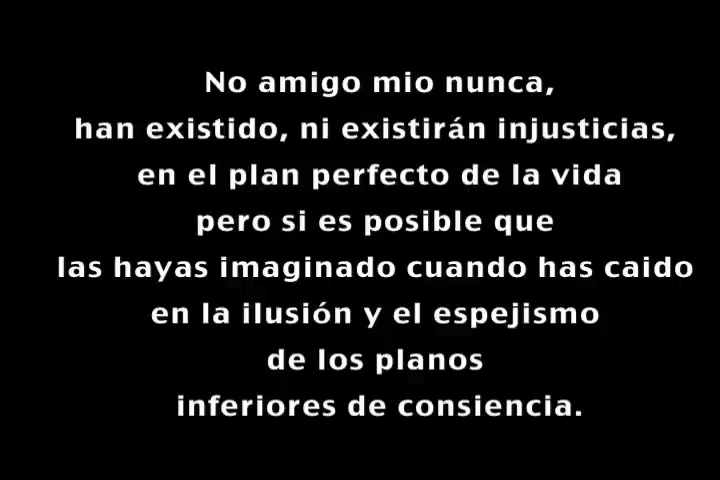 No amigo mio nunca,
han existido, ni existirán injusticias,
en el plan perfecto de la vida
pero si es posible que
las hayas imaginado cuando has caido
en la ilusión y el espejismo
de los planos
inferiores de consiencia.